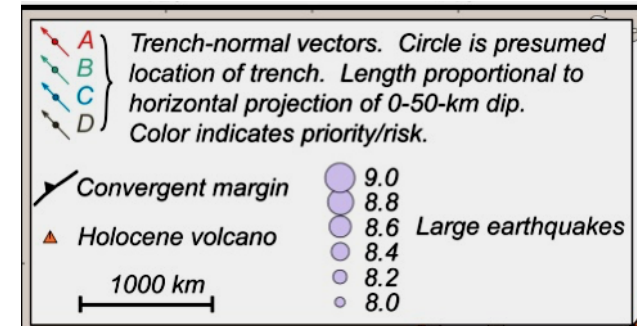 A
B
C
D
Trench-normal vectors. Circle is presumed
location of trench. Length proportional to
horizontal projection of 0-50-km dip.
Color indicates priority/risk.
Convergent margin
Holocene volcano
1000 km
9.0
8.8
8.6
8.4
8.2
8.0
Large earthquakes